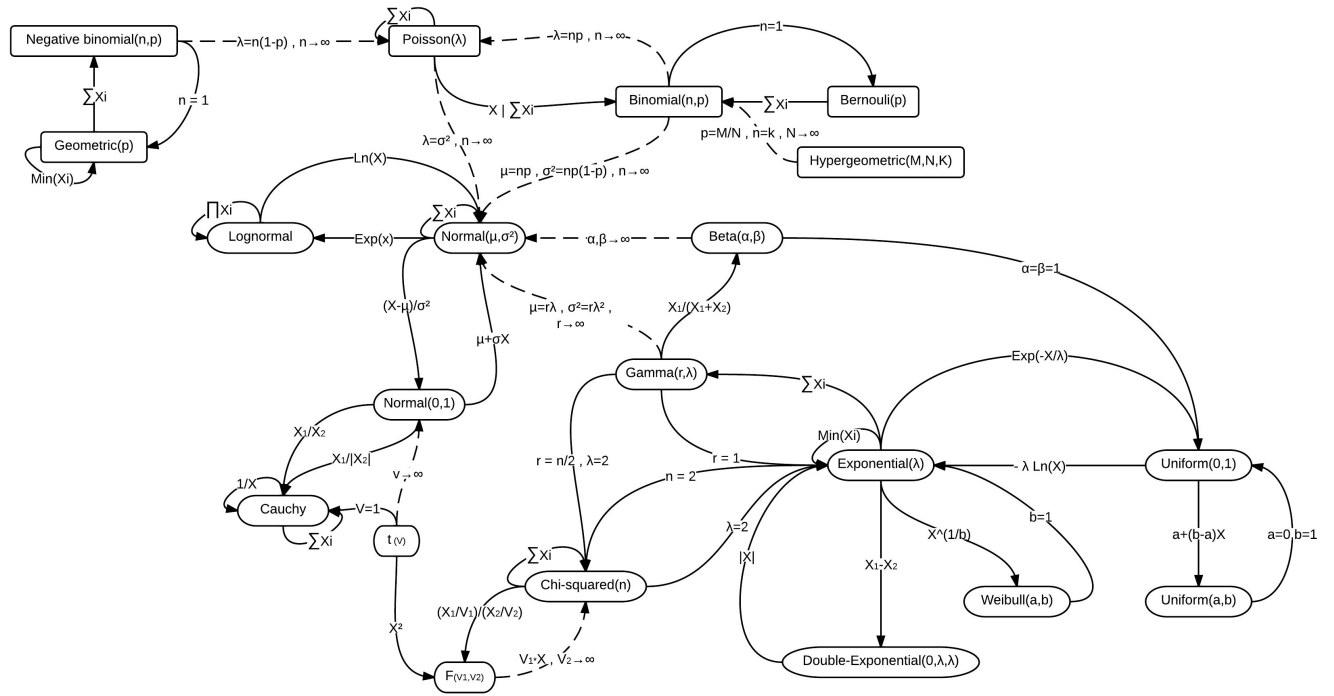 ∑Xi
n=1
Negative binomial(n,p)
λ=n(1-p) , n→∞
Poisson(λ)
λ=np , n→∞
∑Xi
n = 1
X | ∑Xi
Binomial(n,p)
∑Xi
Bernouli(p)
p=M/N , n=k , N→∞
Geometric(p)
λ=σ² , n→∞
Hypergeometric(M,N,K)
Min(Xi)
Ln(X)
μ=np , σ²=np(1-p) , n→∞
∏Xi
∑Xi
Lognormal
Exp(x)
Normal(μ,σ²)
α,β→∞
Beta(α,β)
α=β=1
(X-μ)/σ²
μ=rλ , σ²=rλ² ,
r→∞
X1/(X1+X2)
μ+σX
Exp(-X/λ)
Gamma(r,λ)
∑Xi
Normal(0,1)
X1/X2
Min(Xi)
X1/|X2|
r = n/2 , λ=2
r = 1
Exponential(λ)
- λ Ln(X)
Uniform(0,1)
v→∞
n = 2
1/X
Cauchy
V=1
b=1
λ=2
∑Xi
t (V)
X^(1/b)
a+(b-a)X
a=0,b=1
∑Xi
|X|
X1-X2
Chi-squared(n)
Weibull(a,b)
Uniform(a,b)
(X1/V1)/(X2/V2)
X²
V1*X , V2→∞
Double-Exponential(0,λ,λ)
F(V1,V2)